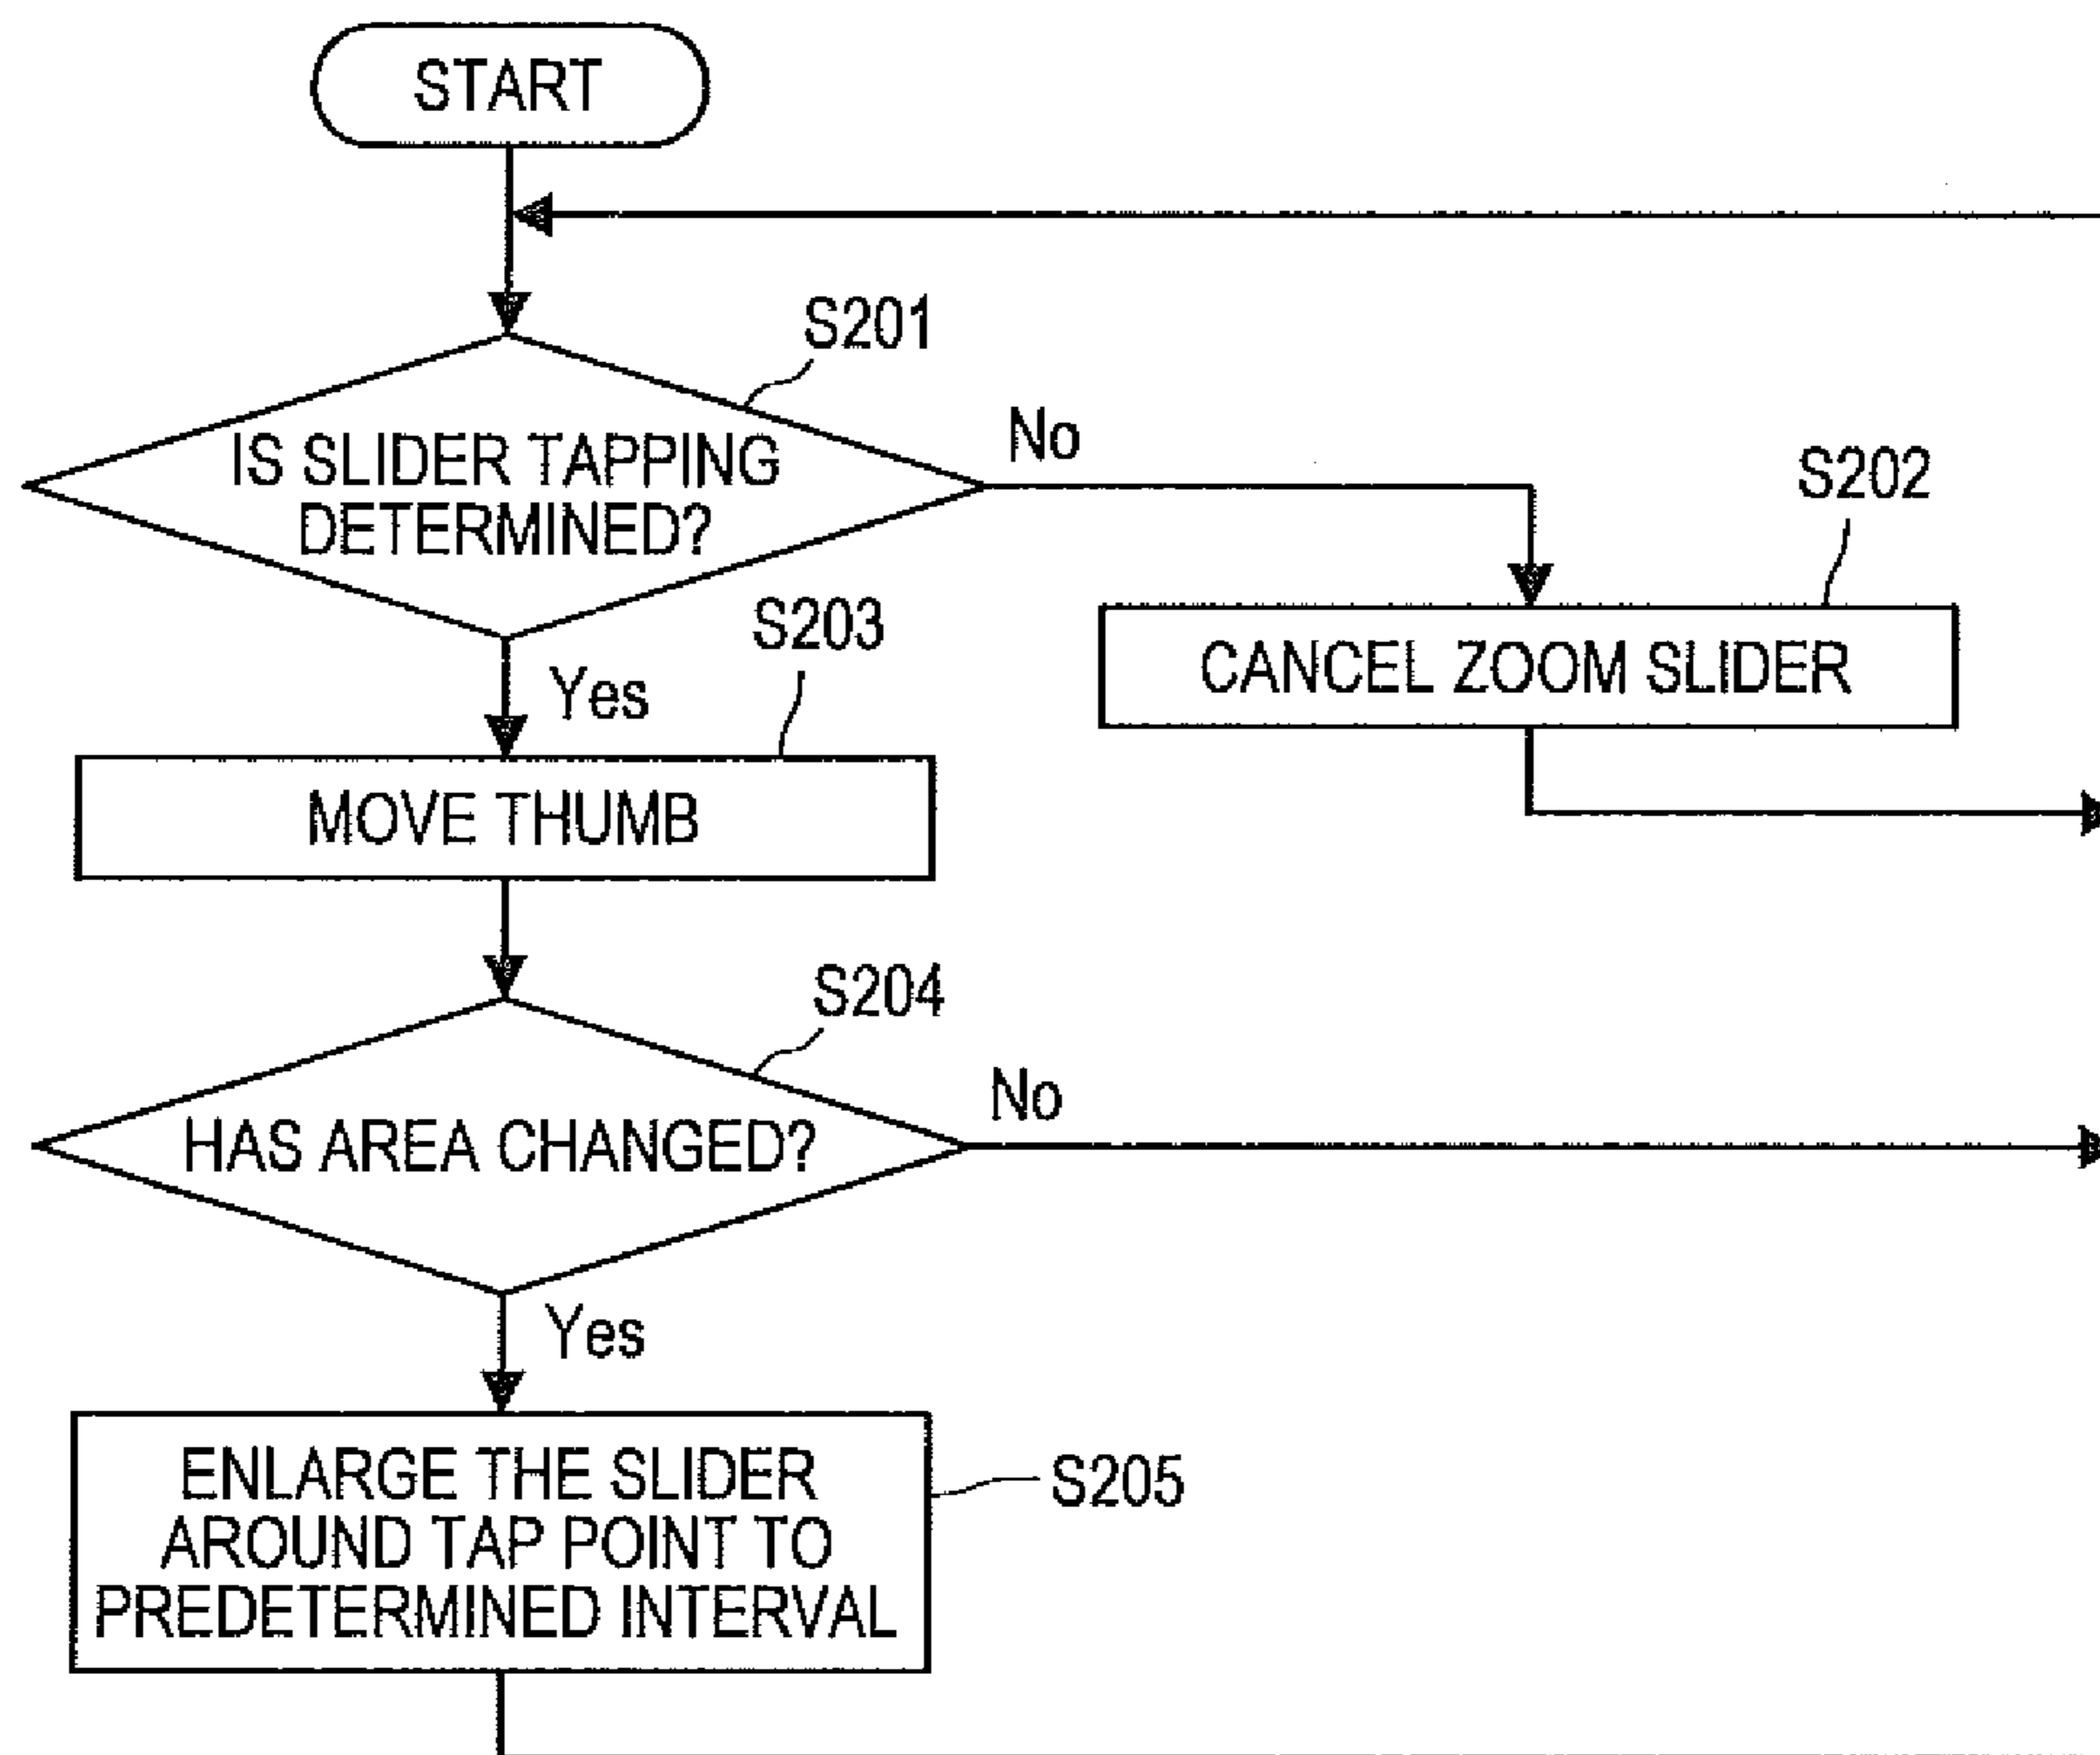 START
S201
IS SLIDER TAPPING
DETERMINED?
No
S202
CANCEL ZOOM SLIDER
Yes
S203
MOVE THUMB
S204
HAS AREA CHANGED?
No
Yes
ENLARGE THE SLIDER
AROUND TAP POINT TO
PREDETERMINED INTERVAL
S205